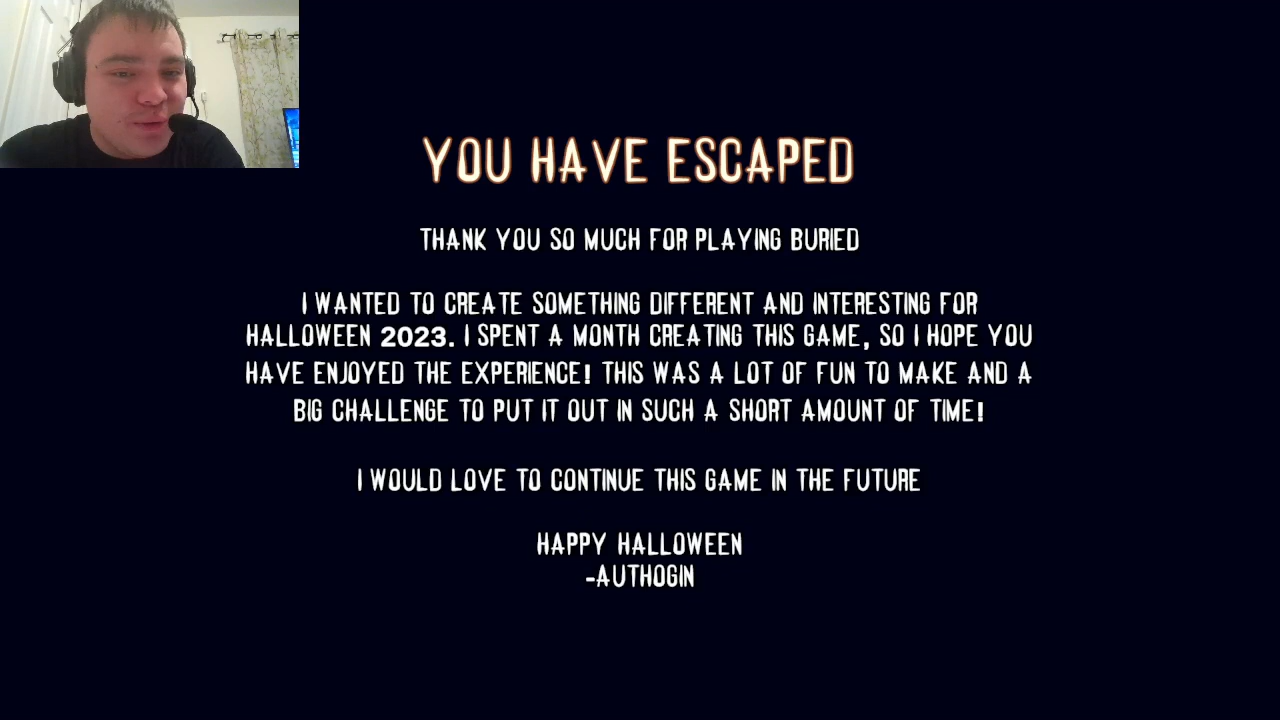 YOU HAVE ESCAPED
THANK YOU SO MUCH FOR PLAYING BURIED
I WANTED TO CREATE SOMETHING DIFFERENT AND INTERESTING FOR
HALLOWEEN 2023. I SPENT A MONTH CREATING THIS GAME, SO I HOPE YOU
HAVE ENJOYED THE EXPERIENCE! THIS WAS A LOT OF FUN TO MAKE AND A
BIG CHALLENGE TO PUT IT OUT IN SUCH A SHORT AMOUNT OF TIME!
I WOULD LOVE TO CONTINUE THIS GAME IN THE FUTURE
HAPPY HALLOWEEN
-AUTHOGIN